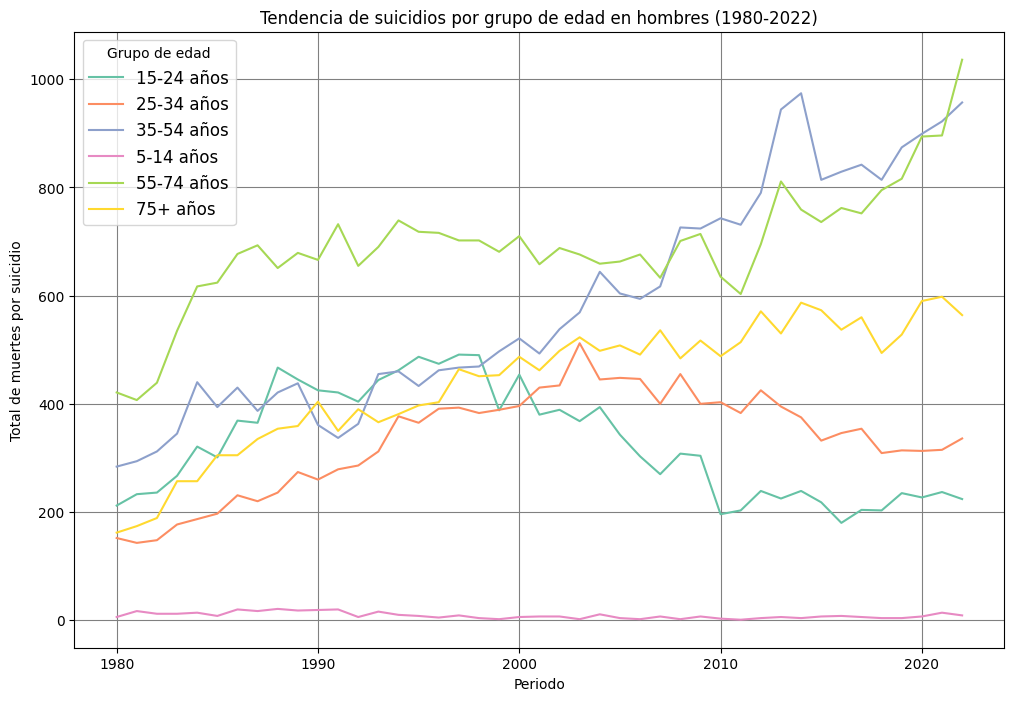 Tendencia de suicidios por grupo de edad en hombres (1980-2022)
Grupo de edad
15-24 años
25-34 años
35-54 años
5-14 años
55-74 años
75+ años
1000
800
600
400
200
0
Total de muertes por suicidio
1980
1990
2000
2010
2020
Periodo